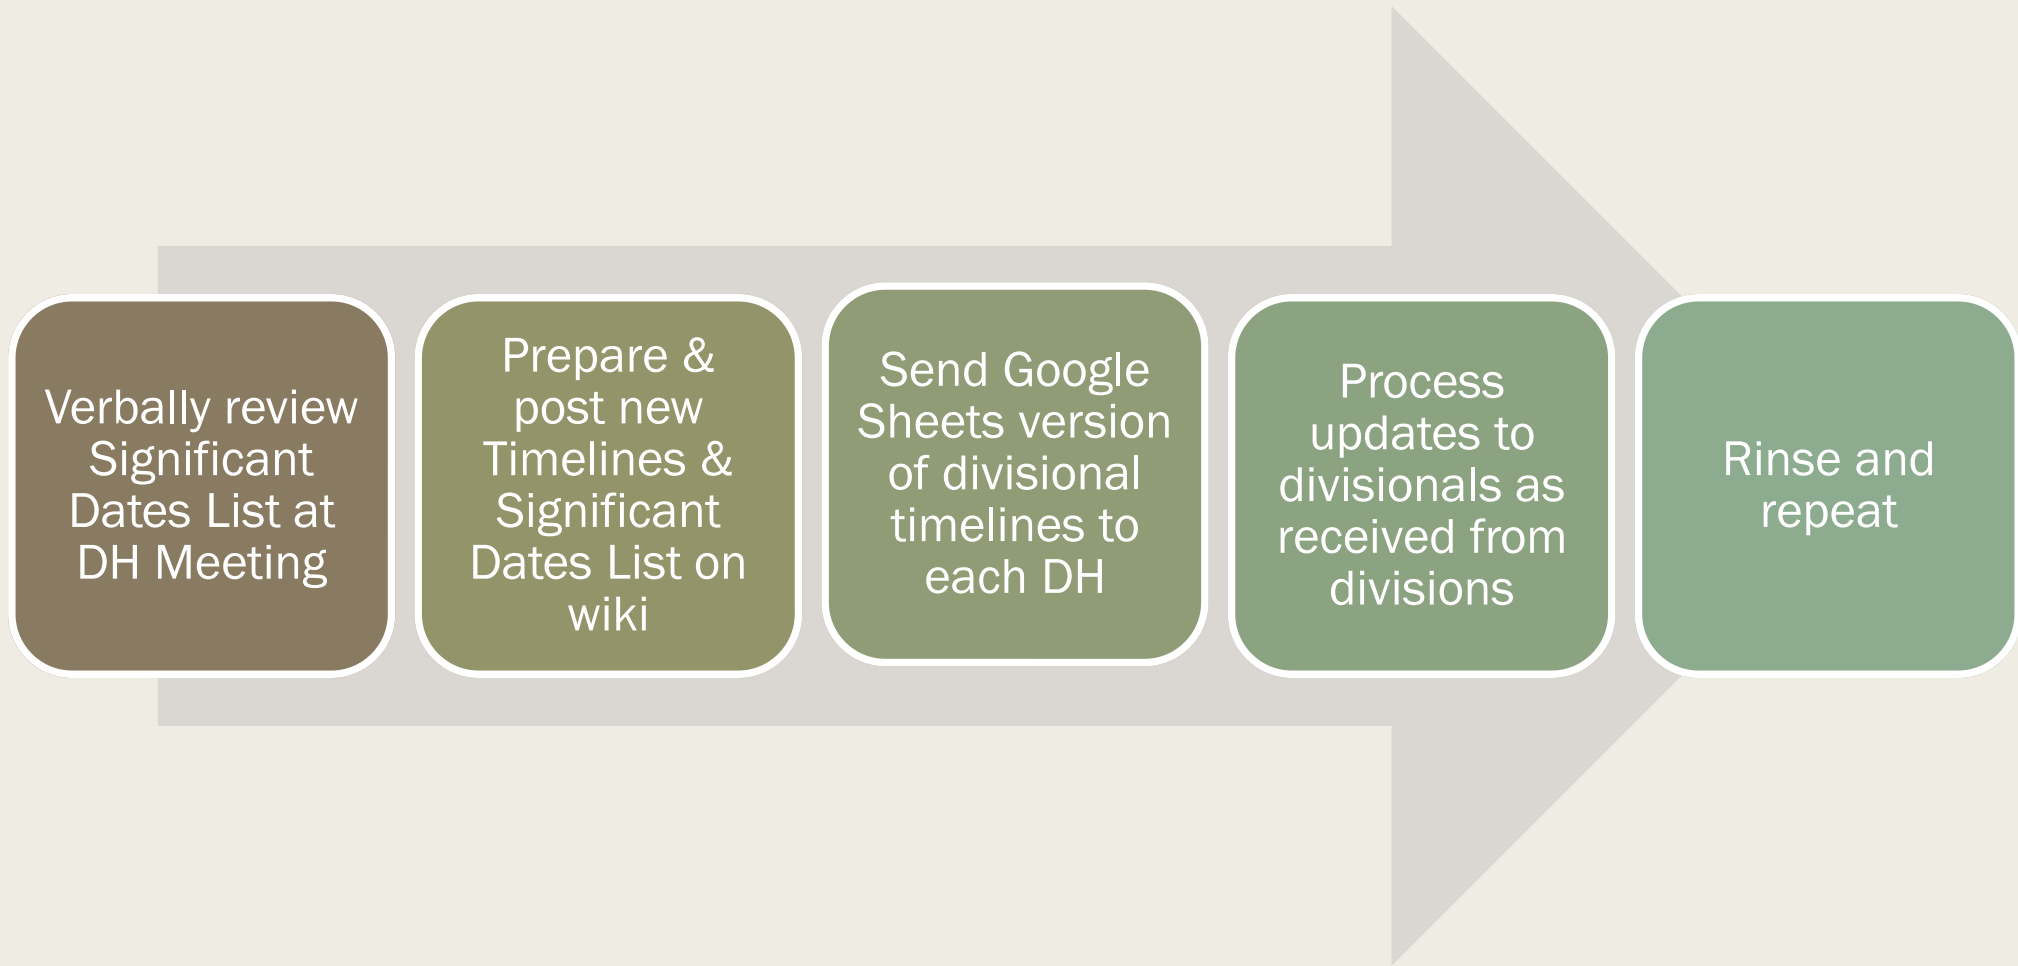 Verbally review
Significant
Dates List at
DH Meeting
Prepare &
post new
Timelines &
Significant
Dates List on
wiki
Send Google
Sheets version
of divisional
timelines to
each DH
Process
updates to
divisionals as
received from
divisions
Rinse and
repeat